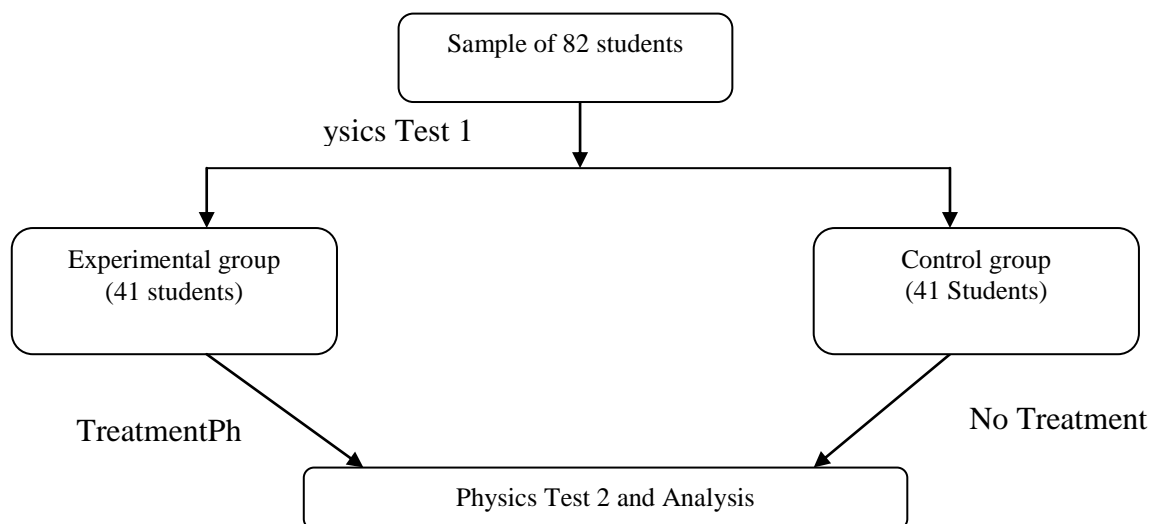 Sample of 82 students
ysics Test 1
Experimental group
(41 students)
Control group
(41 Students)
TreatmentPh
No Treatment
Physics Test 2 and Analysis